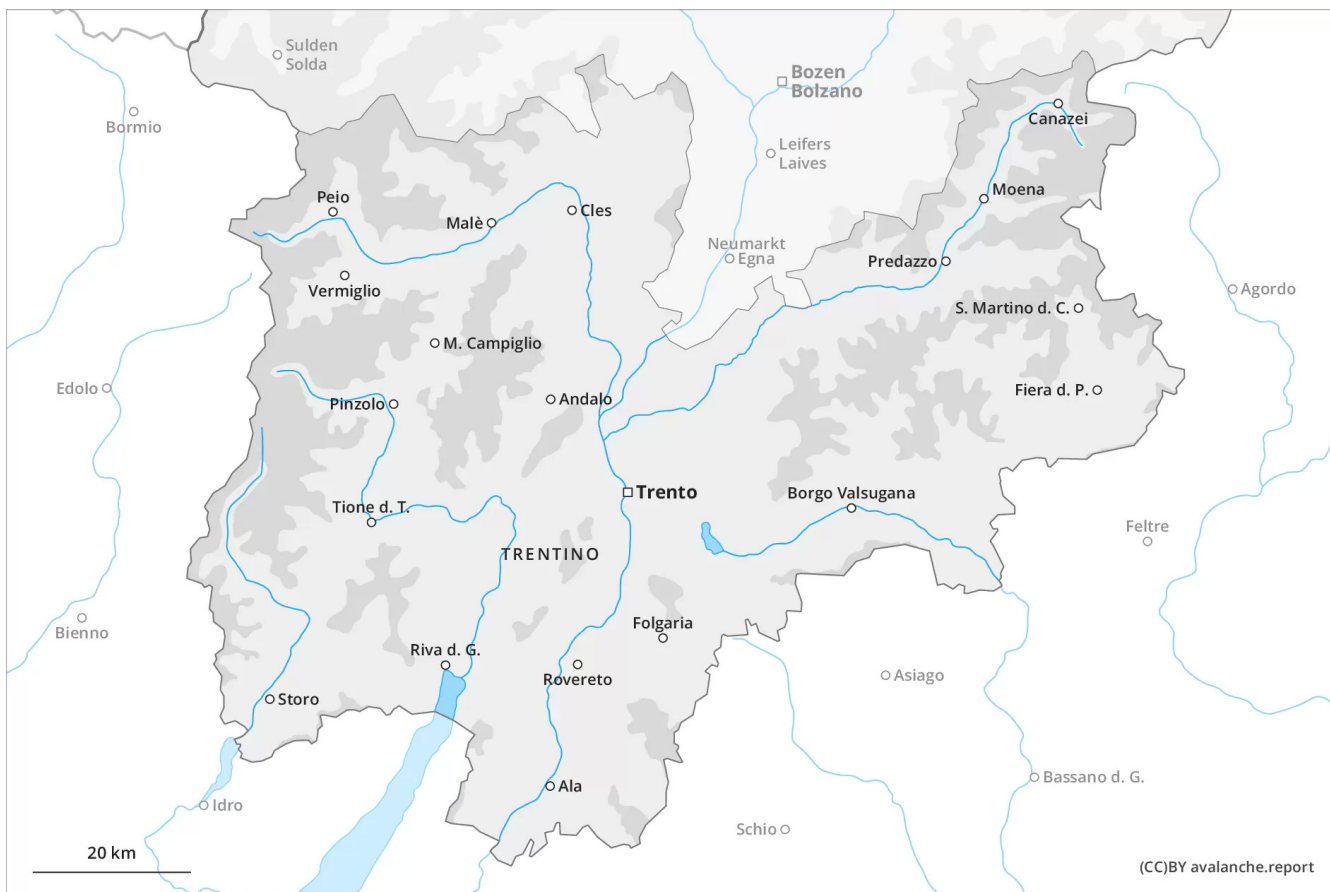 Sulden
Solda
Bozen
Bolzano
Bormio
Canazei
Leifers
Laives
Moena
Peio
Malè
Cles
Neumarkt
Egna
Predazzo
Vermiglio
Agordo
S. Martino d. C.
M. Campiglio
Edolo
Fiera d. P.
Pinzolo
Andalo
Trento
Borgo Valsugana
Tione d. T.
Feltre
TRENTINO
Folgaria
Bienno
Riva d. G.
Rovereto
Asiago
Storo
Bassano d. G.
Ala
Idro
Schio
20 km
(CC)BY avalanche.report